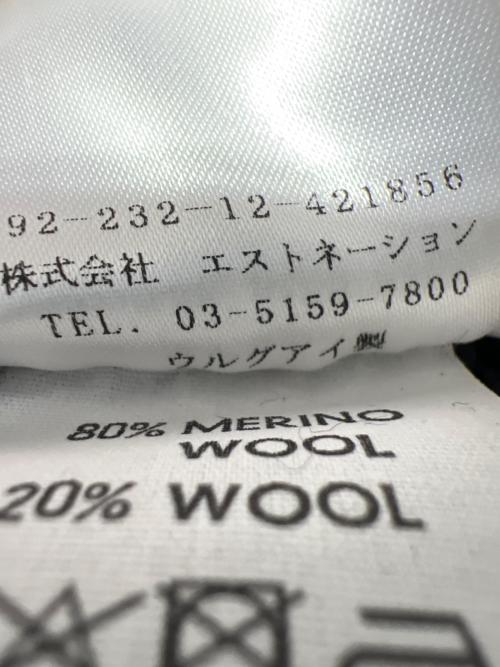 92-232-12-421856
株式会社 エストネーション
TEL. 03-5159-7800
ウルグアイ製
80% MERINO
WOOL
20% WOOL